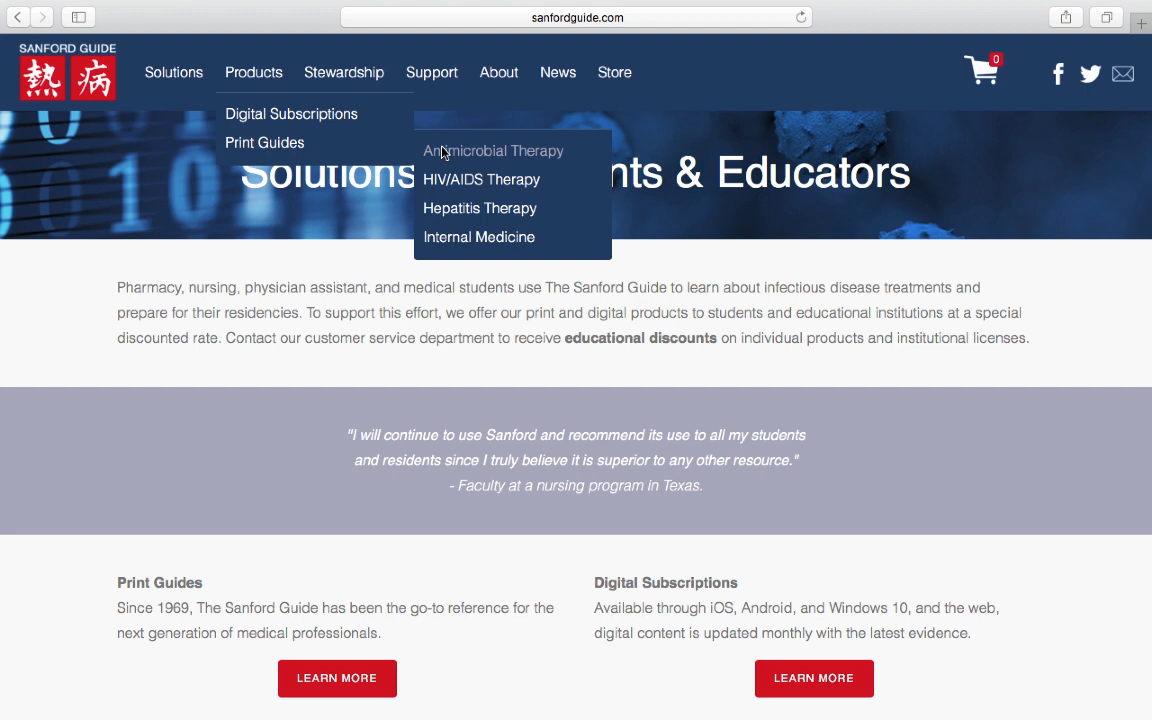 sanfordguide.com
SANFORD GUIDE
熱病
Solutions Products Stewardship Support About News Store
0
Digital Subscriptions
Print Guides
Antimicrobial Therapy
HIV/AIDS Therapy
Hepatitis Therapy
Internal Medicine
Solutions nts & Educators
Pharmacy, nursing, physician assistant, and medical students use The Sanford Guide to learn about infectious disease treatments and
prepare for their residencies. To support this effort, we offer our print and digital products to students and educational institutions at a special
discounted rate. Contact our customer service department to receive educational discounts on individual products and institutional licenses.
"I will continue to use Sanford and recommend its use to all my students
and residents since I truly believe it is superior to any other resource."
- Faculty at a nursing program in Texas.
Print Guides
Since 1969, The Sanford Guide has been the go-to reference for the
next generation of medical professionals.
LEARN MORE
Digital Subscriptions
Available through iOS, Android, and Windows 10, and the web,
digital content is updated monthly with the latest evidence.
LEARN MORE